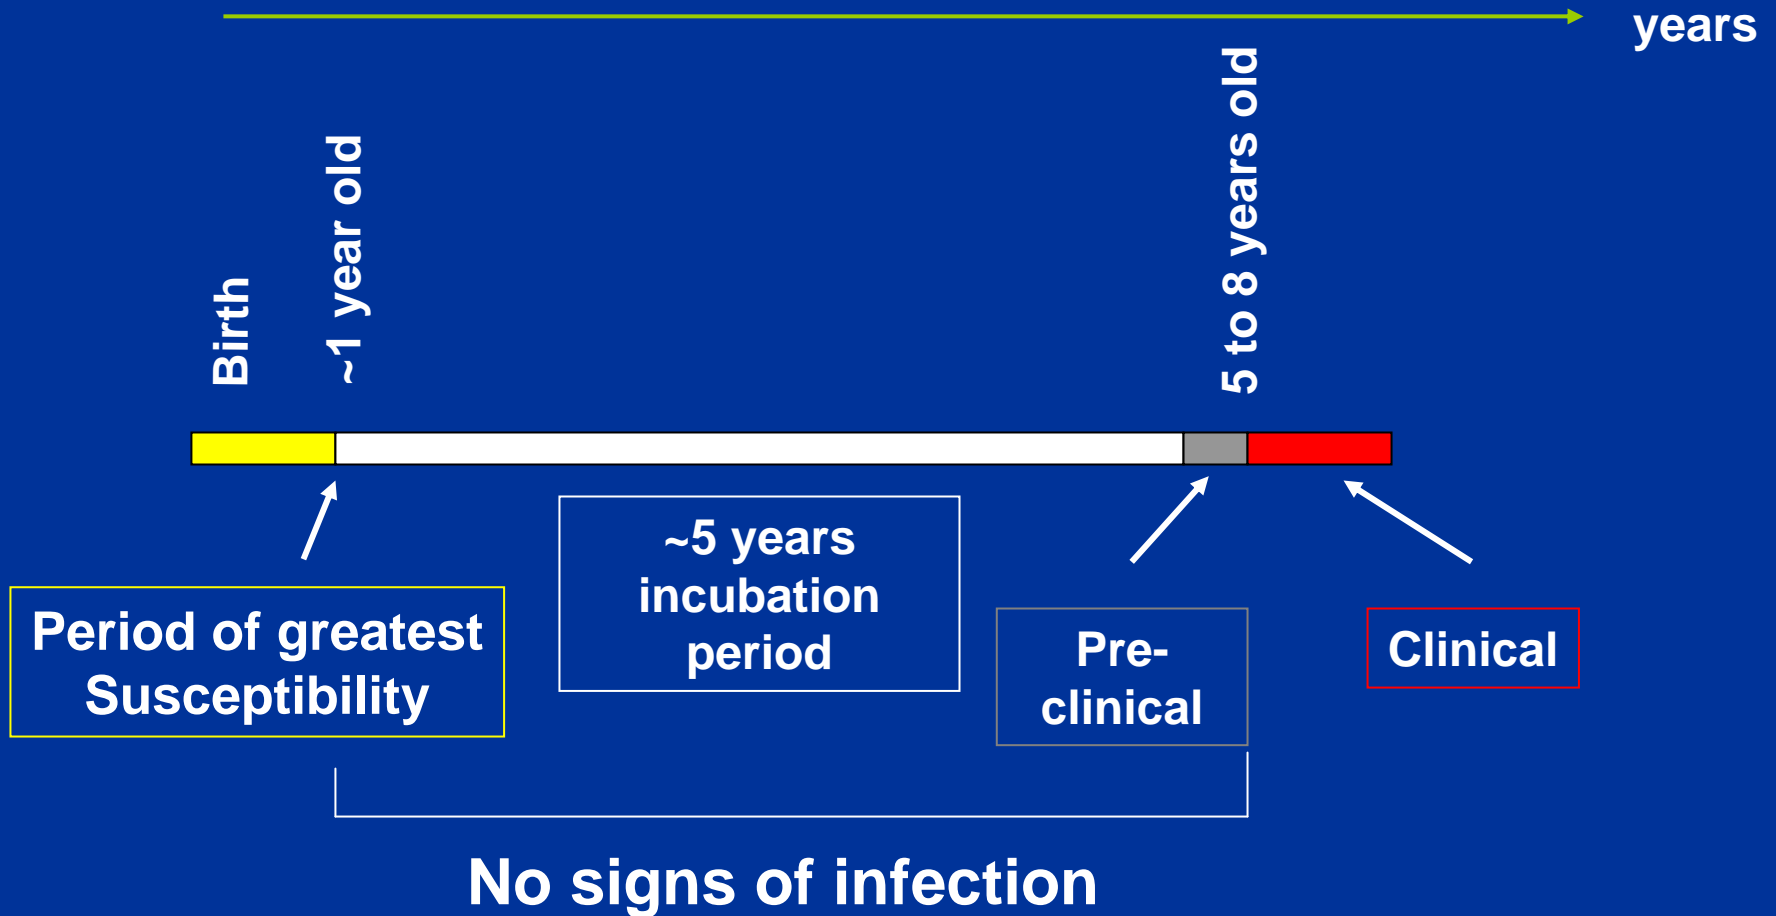 years
Birth
~1 year old
5 to 8 years old
~5 years
incubation
period
Period of greatest
Susceptibility
Pre-
clinical
Clinical
No signs of infection